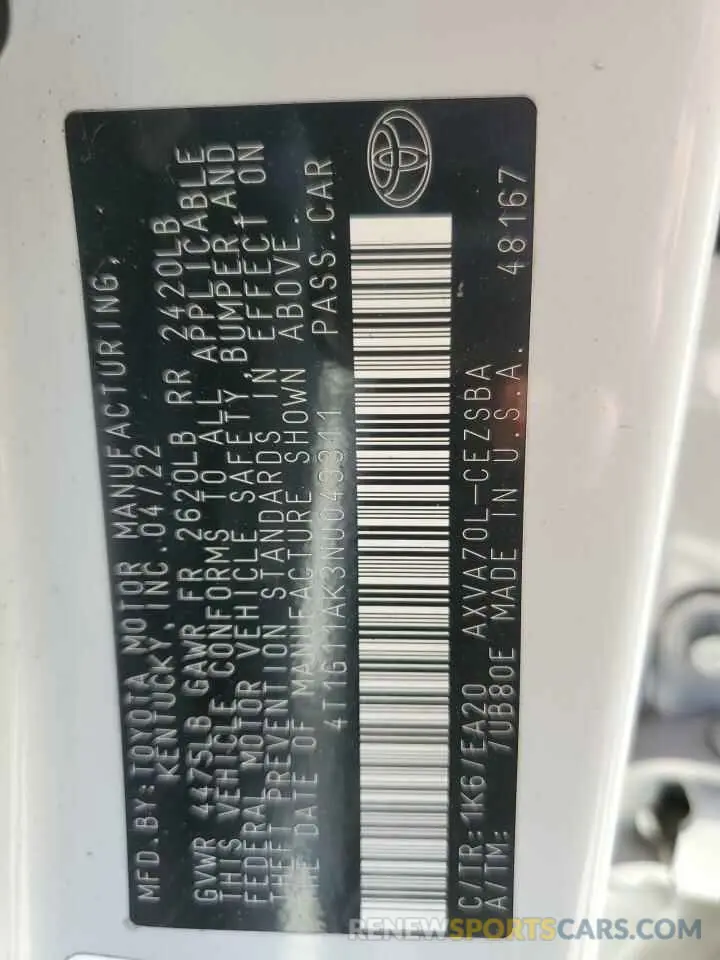 MFD. BY: TOYOTA MOTOR MANUFACTURING,
KENTUCKY, INC. 04/22
GVWR 4475LB GAWR FR 2620LB RR 2420LB
THIS VEHICLE CONFORMS TO ALL APPLICABLE
FEDERAL MOTOR VEHICLE SAFETY, BUMPER, AND
THEFT PREVENTION STANDARDS IN EFFECT ON
THE DATE OF MANUFACTURE SHOWN ABOVE.
4T1G11AK3NU043311 PASS. CAR
C/TR: 1K6/EA20 AXVA70L-CEZSBA 48167
A/TM: /UB80E MADE IN U.S.A.
RENEWSPORTSCARS.COM